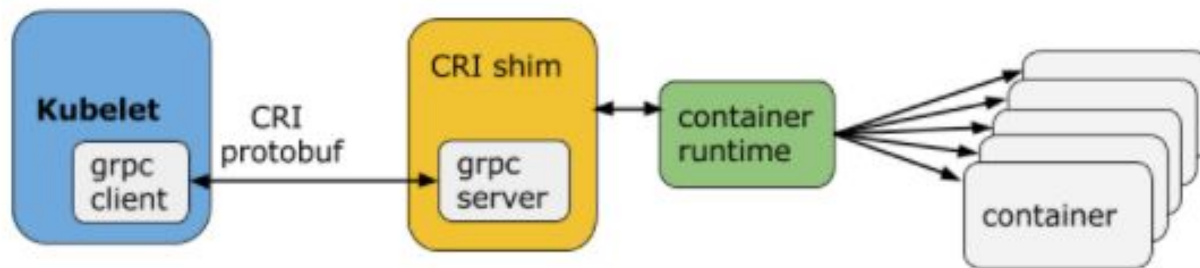 Kubelet
grpc
client
CRI
protobuf
CRI shim
grpc
server
container
runtime
container